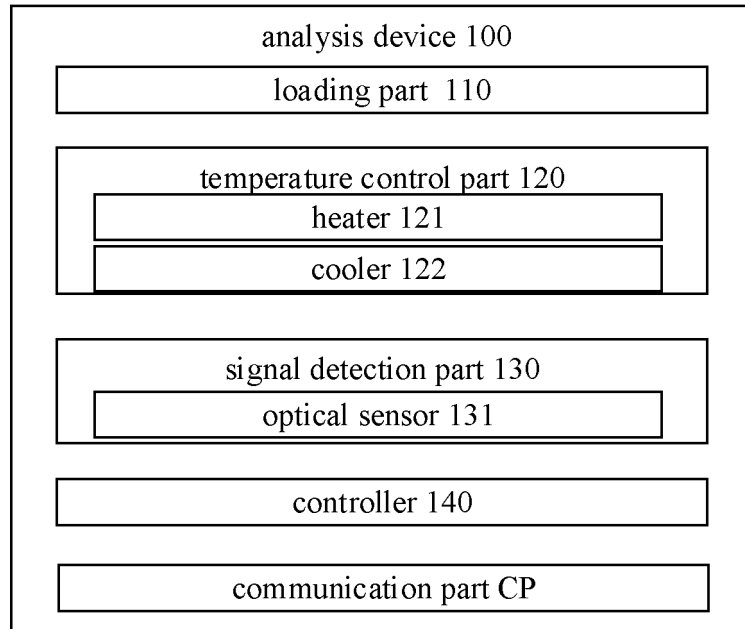 analysis device 100
loading part 110
temperature control part 120
heater 121
cooler 122
signal detection part 130
optical sensor 131
controller 140
communication part CP